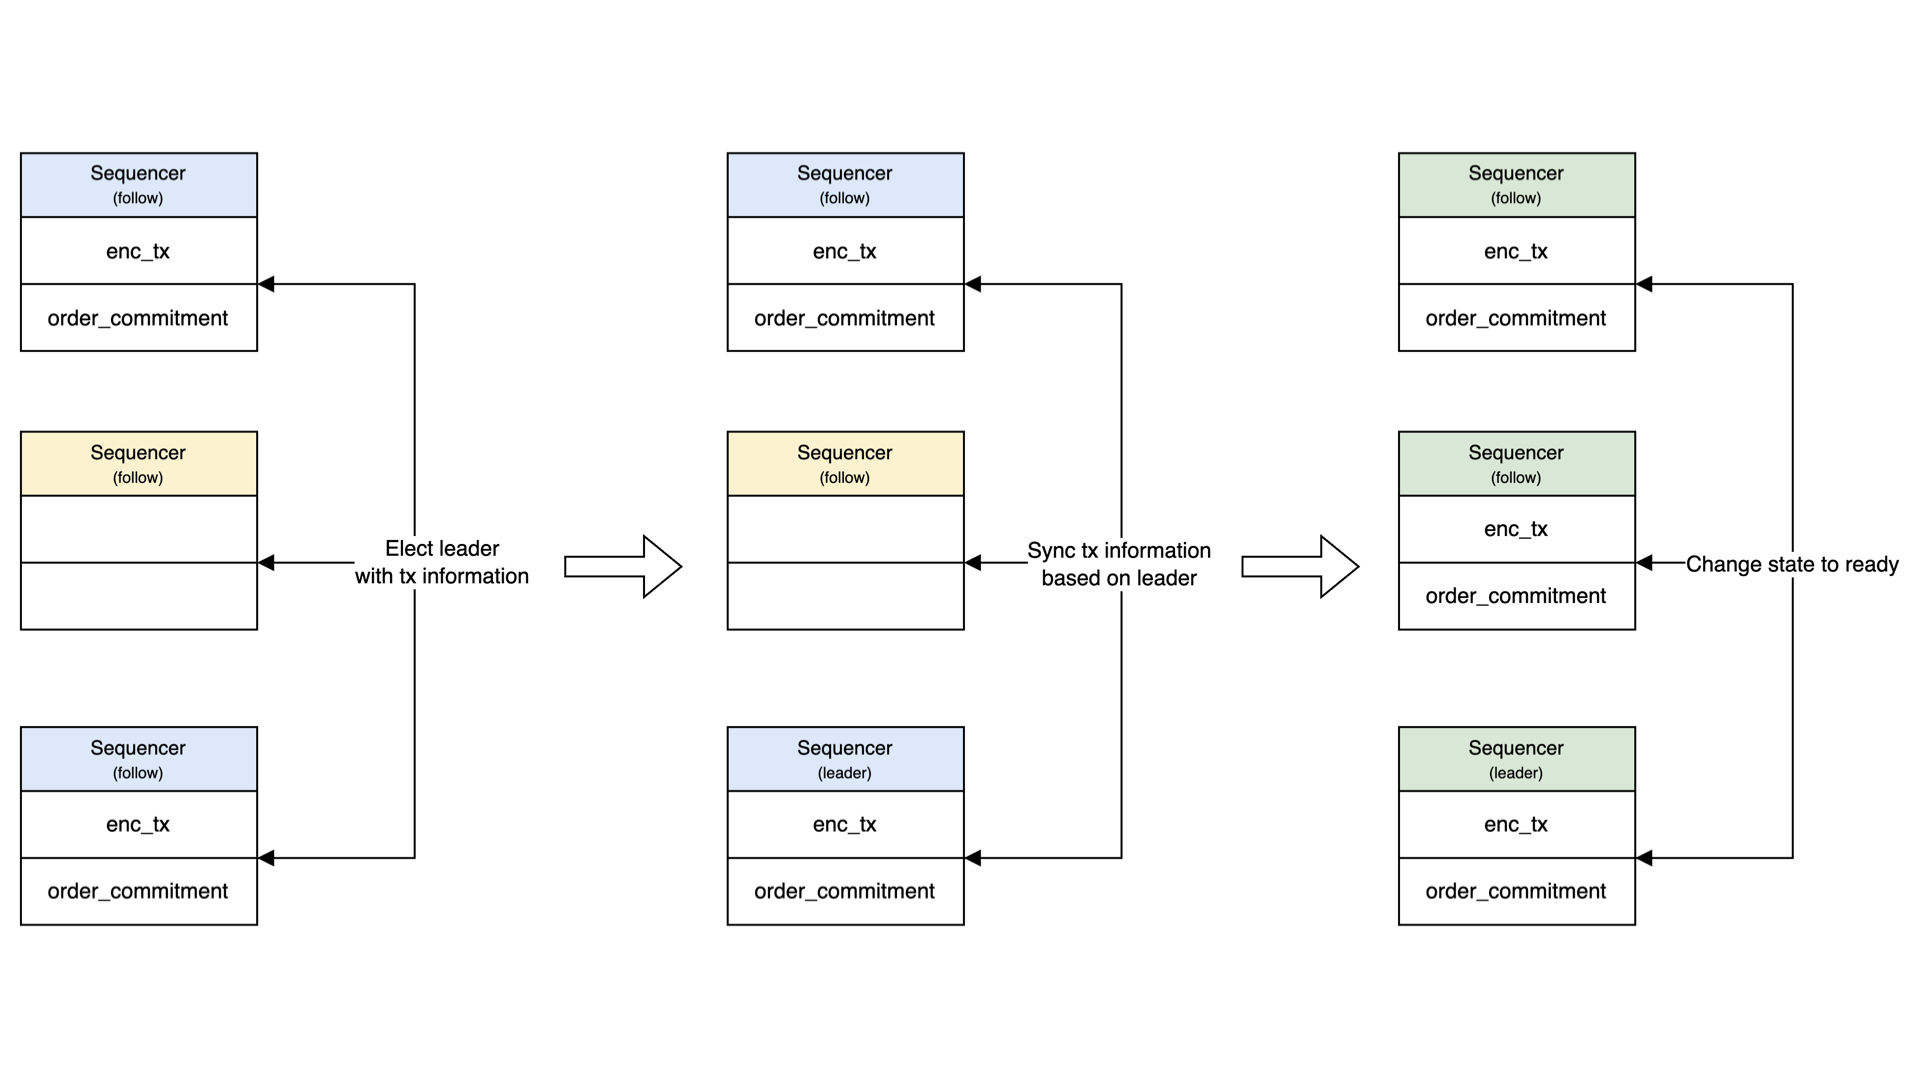 Sequencer
(follow)
enc_tx
order_commitment
Sequencer
(follow)
Sequencer
(follow)
enc_tx
order_commitment
Elect leader
with tx information
Sequencer
(follow)
enc_tx
order_commitment
Sequencer
(follow)
Sequencer
(leader)
enc_tx
order_commitment
Sync tx information
based on leader
Sequencer
(follow)
enc_tx
order_commitment
Sequencer
(follow)
enc_tx
order_commitment
Sequencer
(leader)
enc_tx
order_commitment
Change state to ready